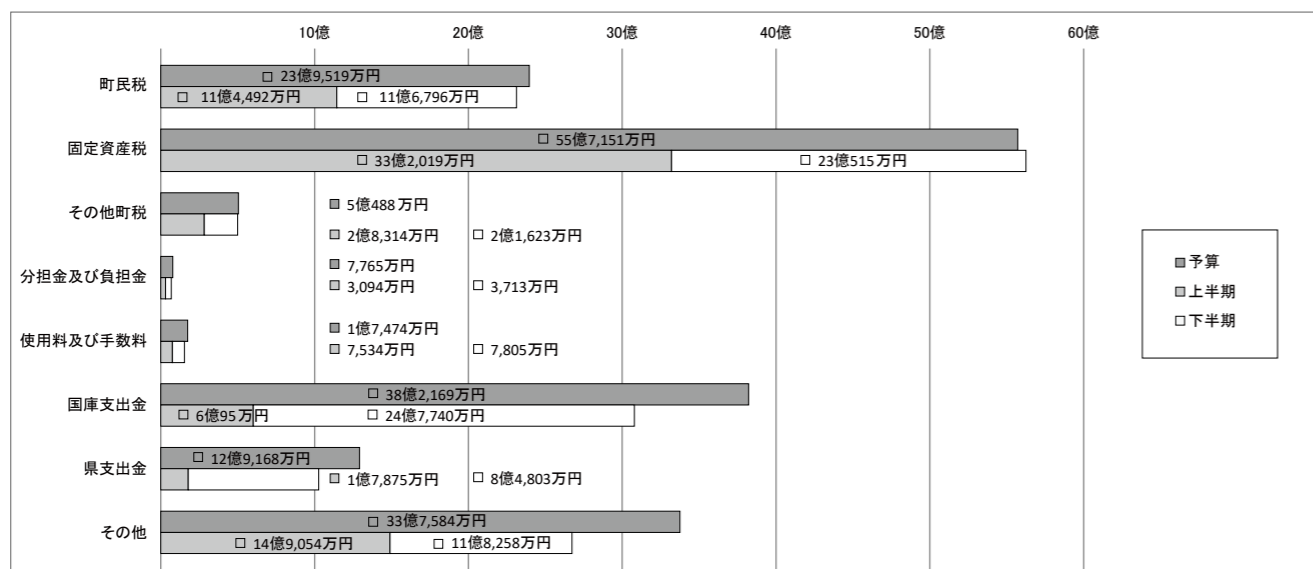 10億 20億 30億 40億 50億 60億
町民税
□ 23億9,519万円
□ 11億4,492万円 □ 11億6,796万円
固定資産税
□ 55億7,151万円
□ 33億2,019万円 □ 23億515万円
その他町税
■ 5億488万円
■ 2億8,314万円 □ 2億1,623万円
分担金及び負担金
■ 7,765万円
■ 3,094万円 □ 3,713万円
使用料及び手数料
■ 1億7,474万円
■ 7,534万円 □ 7,805万円
国庫支出金
□ 38億2,169万円
□ 6億95万円 □ 24億7,740万円
県支出金
□ 12億9,168万円
■ 1億7,875万円 □ 8億4,803万円
その他
□ 33億7,584万円
□ 14億9,054万円 □ 11億8,258万円
■予算
■上半期
□下半期